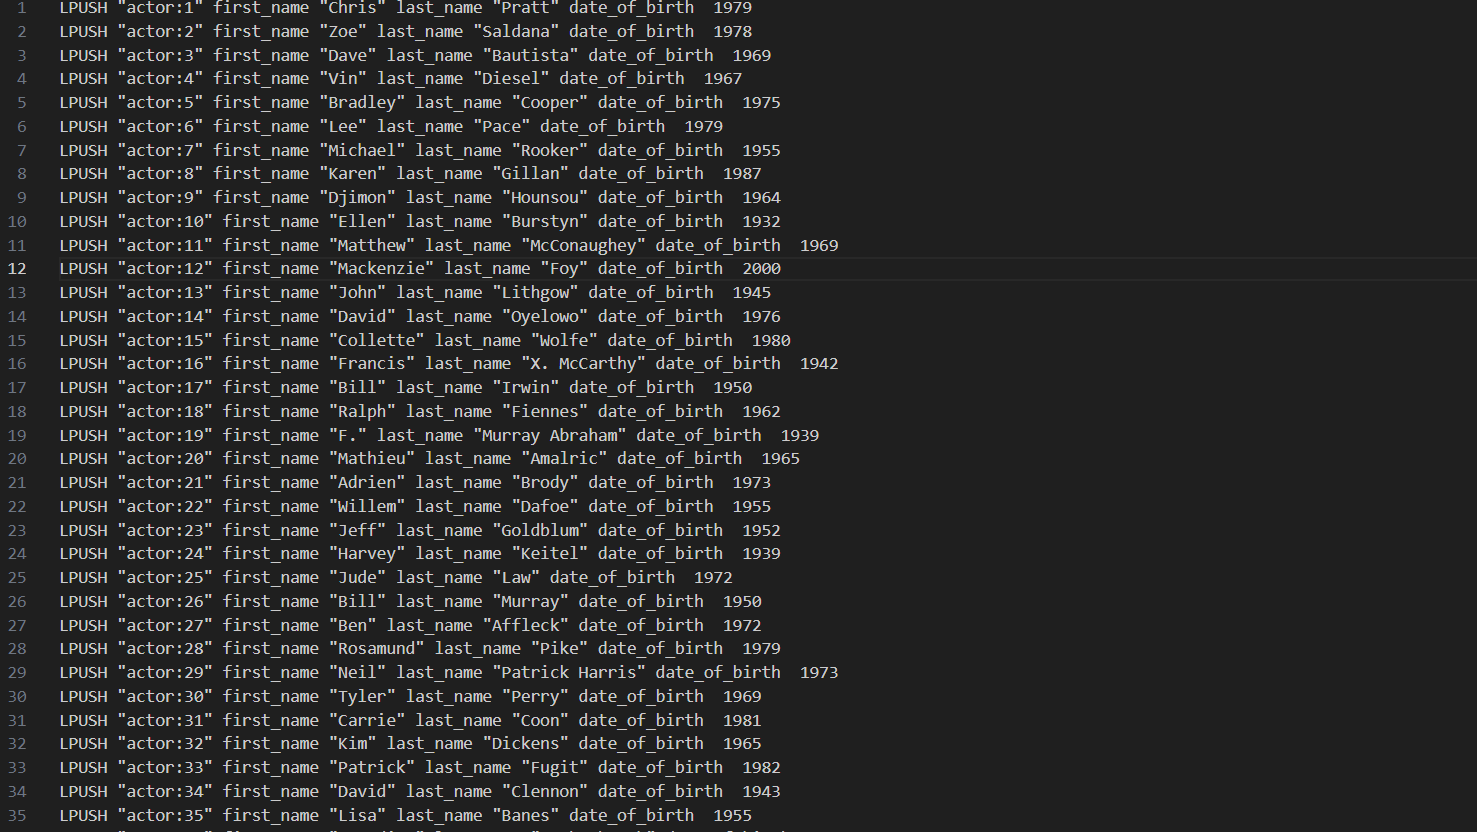 1 LPUSH "actor:1" first_name "Chris" last_name "Pratt" date_of_birth  1979
2 LPUSH "actor:2" first_name "Zoe" last_name "Saldana" date_of_birth  1978
3 LPUSH "actor:3" first_name "Dave" last_name "Bautista" date_of_birth  1969
4 LPUSH "actor:4" first_name "Vin" last_name "Diesel" date_of_birth  1967
5 LPUSH "actor:5" first_name "Bradley" last_name "Cooper" date_of_birth  1975
6 LPUSH "actor:6" first_name "Lee" last_name "Pace" date_of_birth  1979
7 LPUSH "actor:7" first_name "Michael" last_name "Rooker" date_of_birth  1955
8 LPUSH "actor:8" first_name "Karen" last_name "Gillan" date_of_birth  1987
9 LPUSH "actor:9" first_name "Djimon" last_name "Hounsou" date_of_birth  1964
10 LPUSH "actor:10" first_name "Ellen" last_name "Burstyn" date_of_birth  1932
11 LPUSH "actor:11" first_name "Matthew" last_name "McConaughey" date_of_birth  1969
12 LPUSH "actor:12" first_name "Mackenzie" last_name "Foy" date_of_birth  2000
13 LPUSH "actor:13" first_name "John" last_name "Lithgow" date_of_birth  1945
14 LPUSH "actor:14" first_name "David" last_name "Oyelowo" date_of_birth  1976
15 LPUSH "actor:15" first_name "Collette" last_name "Wolfe" date_of_birth  1980
16 LPUSH "actor:16" first_name "Francis" last_name "X. McCarthy" date_of_birth  1942
17 LPUSH "actor:17" first_name "Bill" last_name "Irwin" date_of_birth  1950
18 LPUSH "actor:18" first_name "Ralph" last_name "Fiennes" date_of_birth  1962
19 LPUSH "actor:19" first_name "F." last_name "Murray Abraham" date_of_birth  1939
20 LPUSH "actor:20" first_name "Mathieu" last_name "Amalric" date_of_birth  1965
21 LPUSH "actor:21" first_name "Adrien" last_name "Brody" date_of_birth  1973
22 LPUSH "actor:22" first_name "Willem" last_name "Dafoe" date_of_birth  1955
23 LPUSH "actor:23" first_name "Jeff" last_name "Goldblum" date_of_birth  1952
24 LPUSH "actor:24" first_name "Harvey" last_name "Keitel" date_of_birth  1939
25 LPUSH "actor:25" first_name "Jude" last_name "Law" date_of_birth  1972
26 LPUSH "actor:26" first_name "Bill" last_name "Murray" date_of_birth  1950
27 LPUSH "actor:27" first_name "Ben" last_name "Affleck" date_of_birth  1972
28 LPUSH "actor:28" first_name "Rosamund" last_name "Pike" date_of_birth  1979
29 LPUSH "actor:29" first_name "Neil" last_name "Patrick Harris" date_of_birth  1973
30 LPUSH "actor:30" first_name "Tyler" last_name "Perry" date_of_birth  1969
31 LPUSH "actor:31" first_name "Carrie" last_name "Coon" date_of_birth  1981
32 LPUSH "actor:32" first_name "Kim" last_name "Dickens" date_of_birth  1965
33 LPUSH "actor:33" first_name "Patrick" last_name "Fugit" date_of_birth  1982
34 LPUSH "actor:34" first_name "David" last_name "Clennon" date_of_birth  1943
35 LPUSH "actor:35" first_name "Lisa" last_name "Banes" date_of_birth  1955